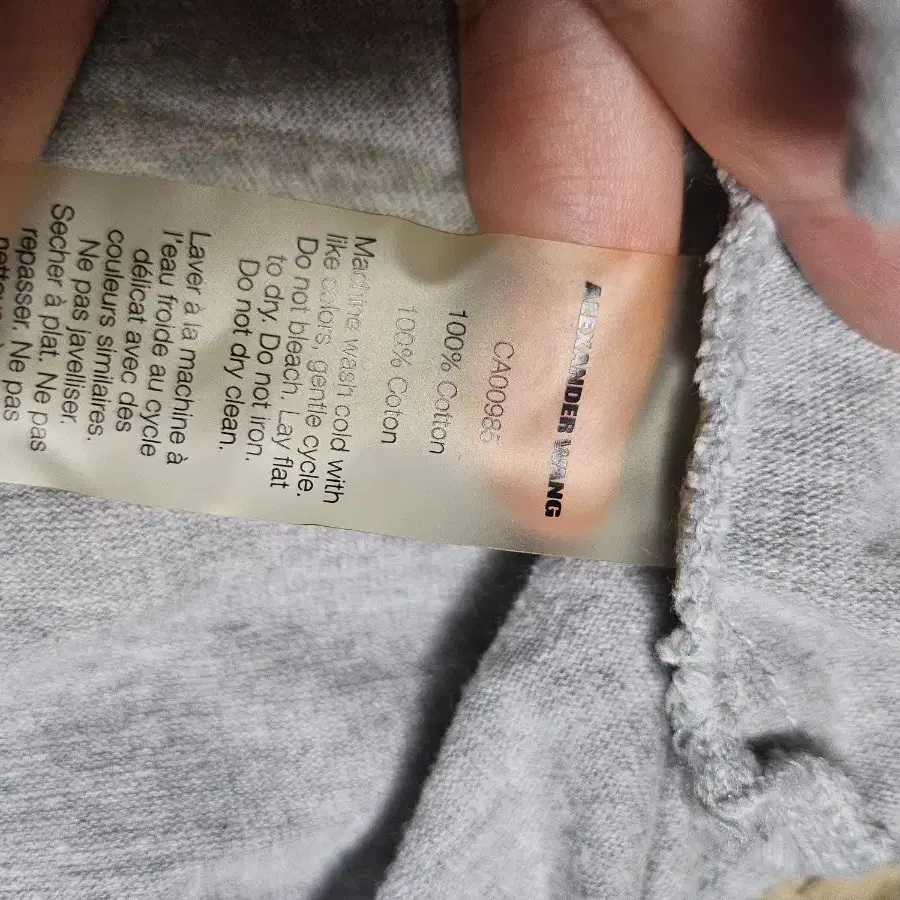 ALEXANDER WANG
CA00985
100% Cotton
100% Coton
Machine wash cold with
like colors, gentle cycle.
Do not bleach. Lay flat
to dry. Do not iron.
Do not dry clean.
Laver à la machine à
l'eau froide au cycle
délicat avec des
couleurs similaires.
Ne pas javelliser.
Secher à plat. Ne pas
repasser. Ne pas